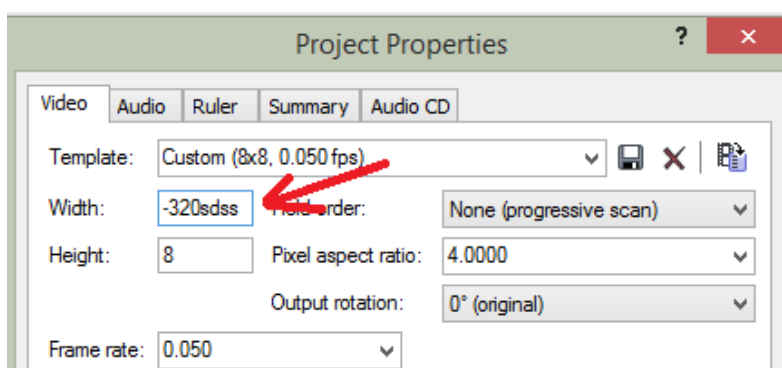 Project Properties ?
Video Audio Ruler Summary Audio CD
Template: Custom (8x8, 0.050 fps)
Width: -320sdss order: None (progressive scan)
Height: 8 Pixel aspect ratio: 4.0000
Output rotation: 0° (original)
Frame rate: 0.050